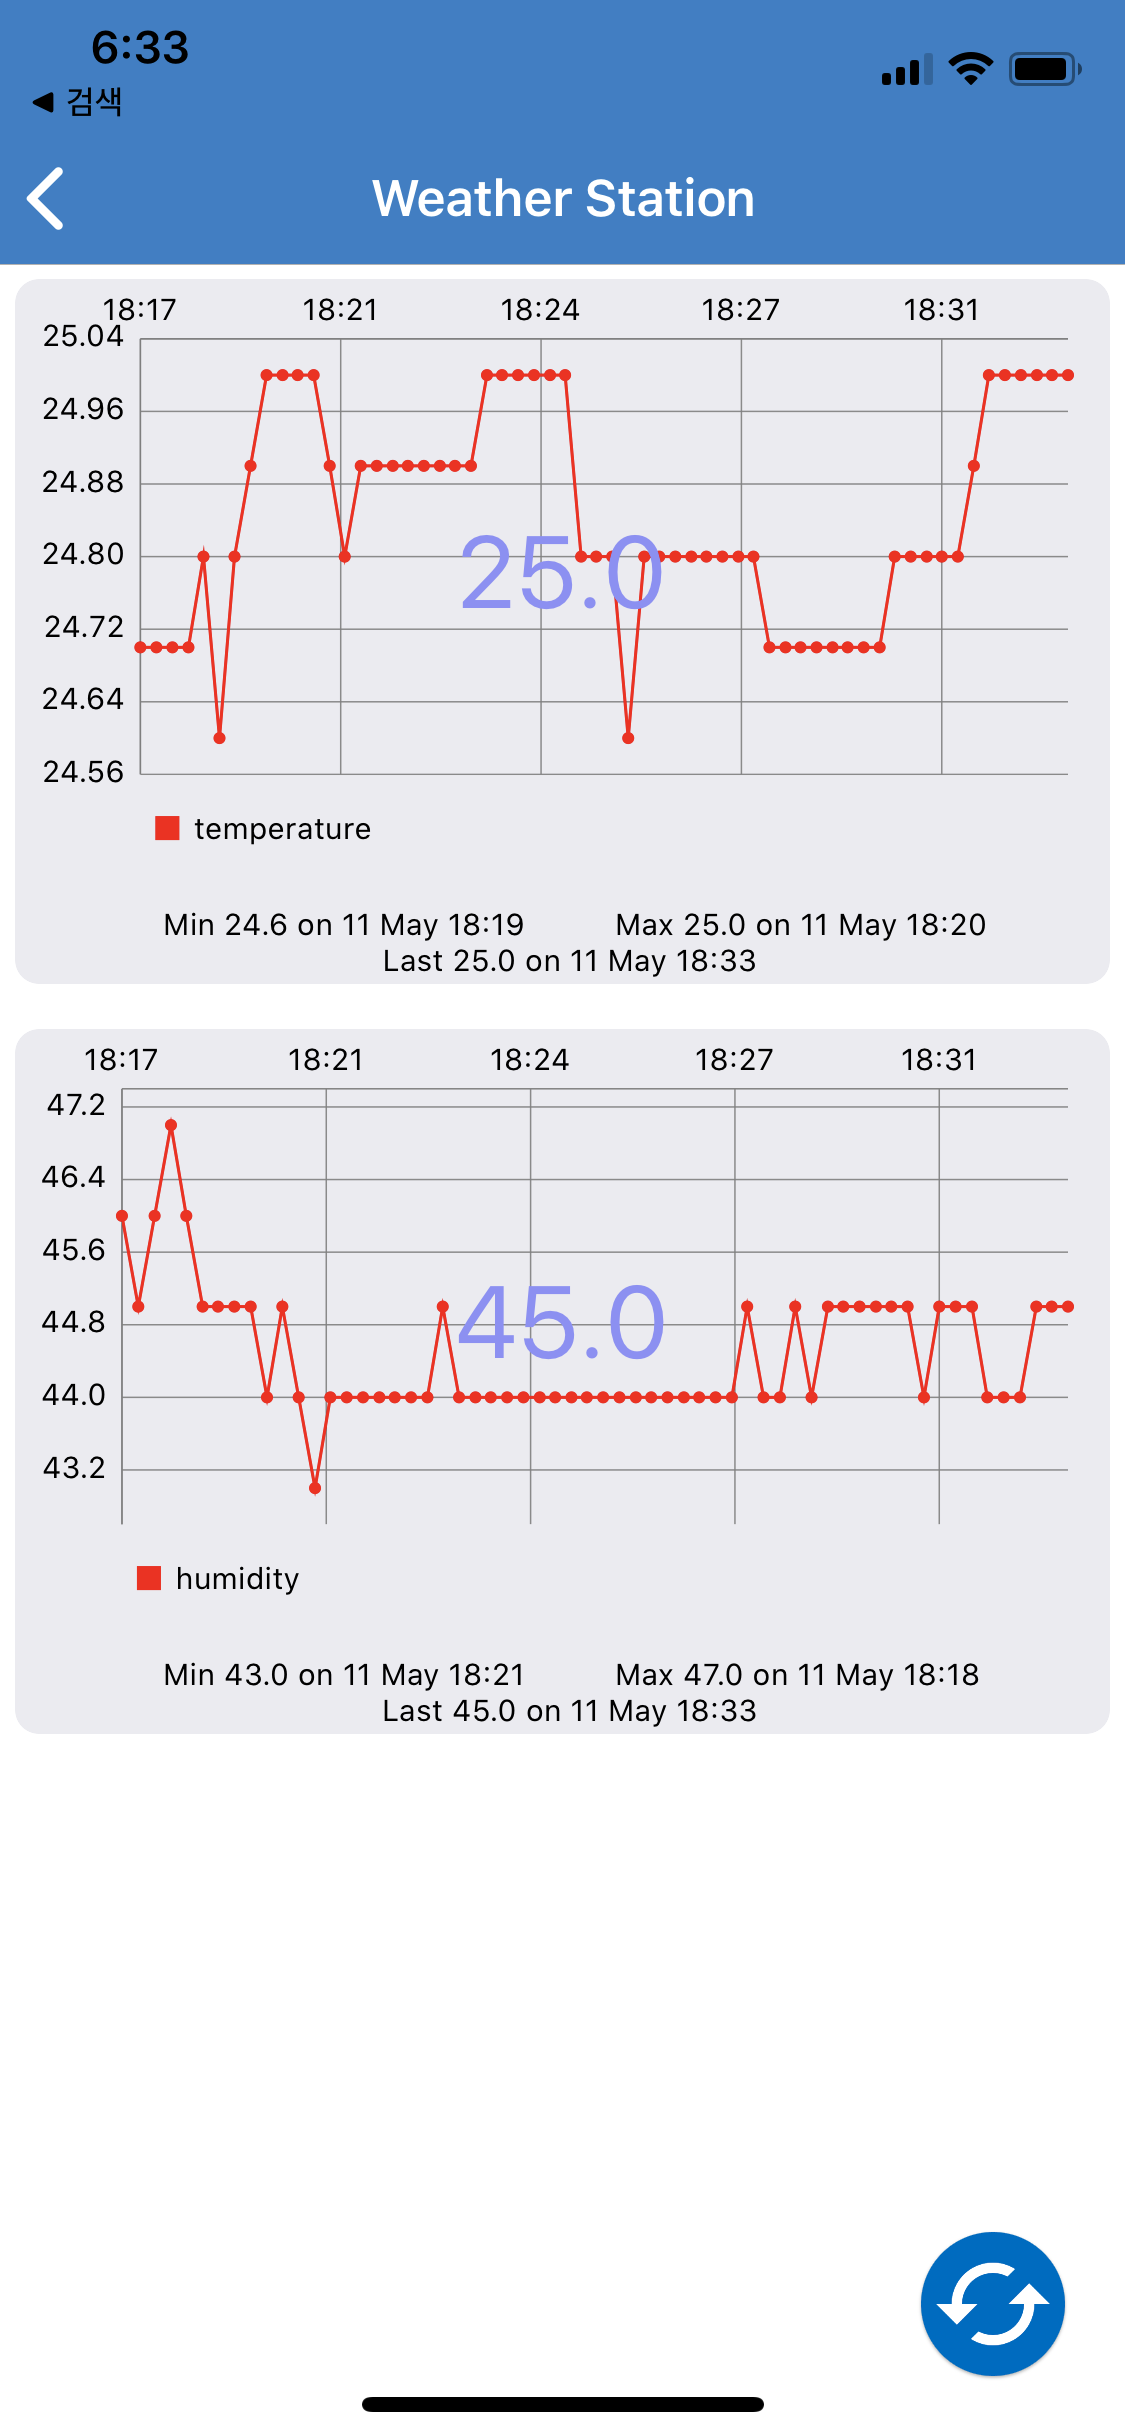 6:33
◀ 검색
Weather Station
18:17 18:21 18:24 18:27 18:31
25.04
24.96
24.88
24.80
24.72
24.64
24.56
25.0
temperature
Min 24.6 on 11 May 18:19 Max 25.0 on 11 May 18:20
Last 25.0 on 11 May 18:33
18:17 18:21 18:24 18:27 18:31
47.2
46.4
45.6
44.8
44.0
43.2
45.0
humidity
Min 43.0 on 11 May 18:21 Max 47.0 on 11 May 18:18
Last 45.0 on 11 May 18:33